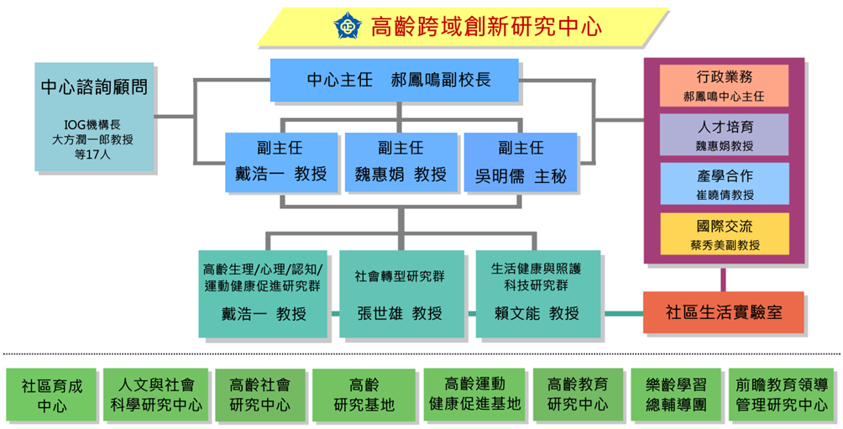 高齡跨域創新研究中心
中心諮詢顧問
IOG機構長
大方潤一郎教授
等17人
中心主任 郝鳳鳴副校長
副主任
戴浩一 教授
副主任
魏惠娟 教授
副主任
吳明儒 主秘
行政業務
郝鳳鳴中心主任
人才培育
魏惠娟教授
產學合作
崔曉倩教授
國際交流
蔡秀美副教授
高齡生理/心理/認知/
運動健康促進研究群
戴浩一 教授
社會轉型研究群
張世雄 教授
生活健康與照護
科技研究群
賴文能 教授
社區生活實驗室
社區育成
中心
人文與社會
科學研究中心
高齡社會
研究中心
高齡
研究基地
高齡運動
健康促進基地
高齡教育
研究中心
樂齡學習
總輔導團
前瞻教育領導
管理研究中心